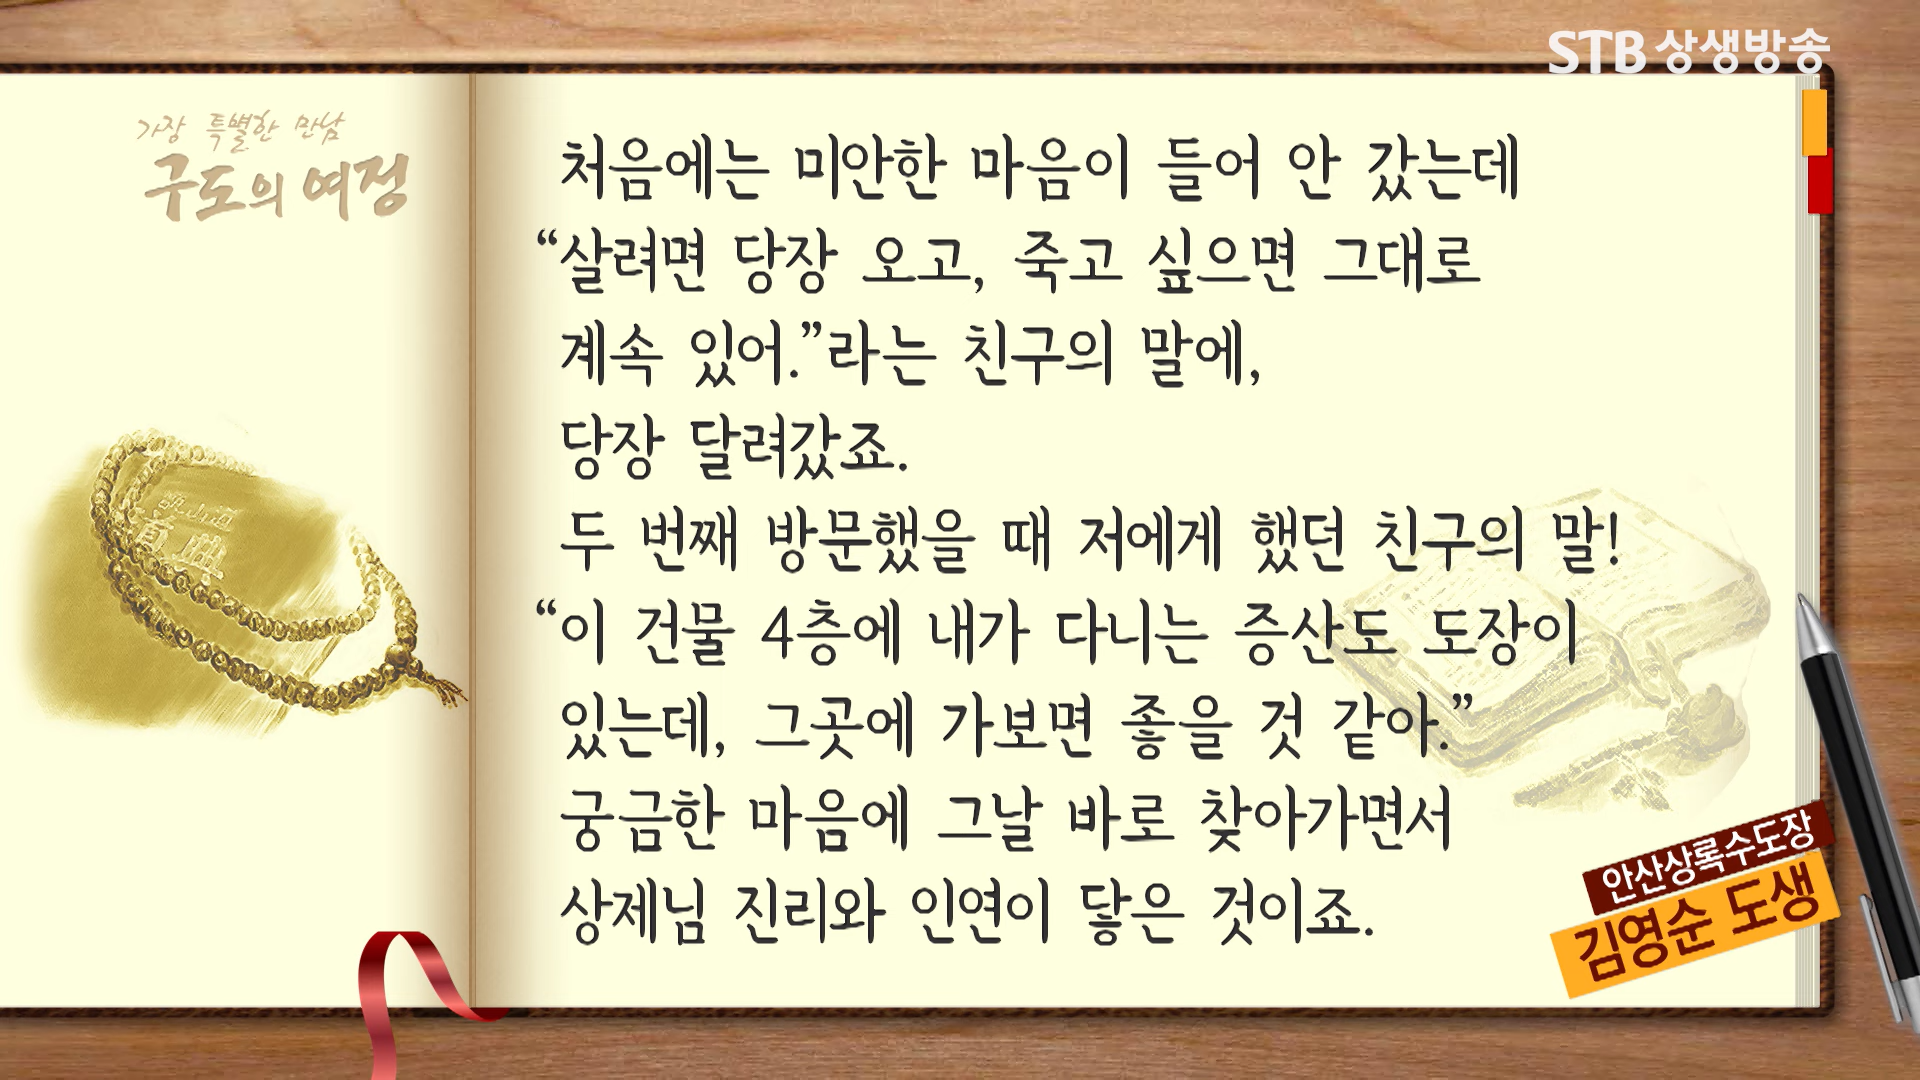 STB 상생방송
가장 특별한 만남
구도의 여정
처음에는 미안한 마음이 들어 안 갔는데
“살려면 당장 오고, 죽고 싶으면 그대로
계속 있어.”라는 친구의 말에,
당장 달려갔죠.
두 번째 방문했을 때 저에게 했던 친구의 말!
“이 건물 4층에 내가 다니는 증산도 도장이
있는데, 그곳에 가보면 좋을 것 같아.”
궁금한 마음에 그날 바로 찾아가면서
상제님 진리와 인연이 닿은 것이죠.
안산상록수도장
김영순 도생
道典